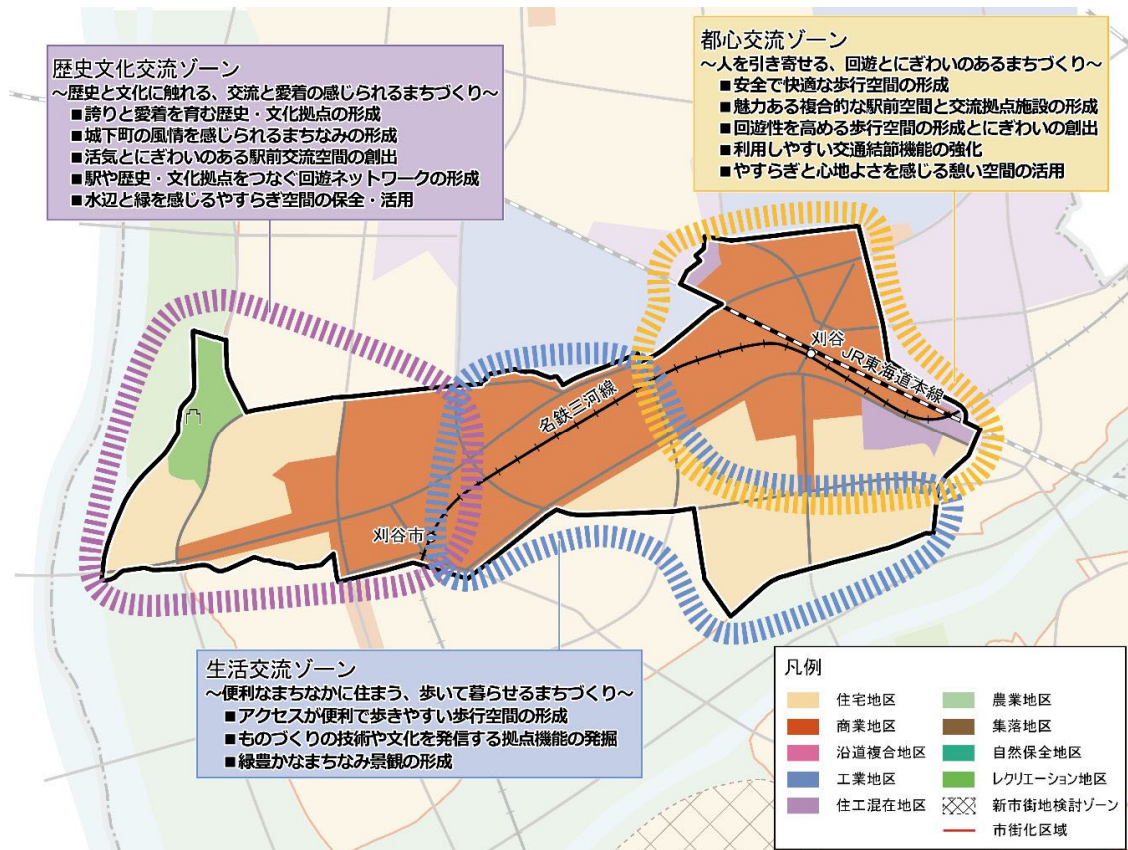 歴史文化交流ゾーン
～歴史と文化に触れる、交流と愛着の感じられるまちづくり～
■誇りと愛着を育む歴史・文化拠点の形成
■城下町の風情を感じられるまちなみの形成
■活気とにぎわいのある駅前交流空間の創出
■駅や歴史・文化拠点をつなぐ回遊ネットワークの形成
■水辺と緑を感じるやすらぎ空間の保全・活用
都心交流ゾーン
～人を引き寄せる、回遊とにぎわいのあるまちづくり～
■安全で快適な歩行空間の形成
■魅力ある複合的な駅前空間と交流拠点施設の形成
■回遊性を高める歩行空間の形成とにぎわいの創出
■利用しやすい交通結節機能の強化
■やすらぎと心地よさを感じる憩い空間の活用
刈谷
JR東海道本線
名鉄三河線
刈谷市
生活交流ゾーン
～便利なまちなかに住まう、歩いて暮らせるまちづくり～
■アクセスが便利で歩きやすい歩行空間の形成
■ものづくりの技術や文化を発信する拠点機能の発掘
■緑豊かなまちなみ景観の形成
凡例
住宅地区
商業地区
沿道複合地区
工業地区
住工混在地区
農業地区
集落地区
自然保全地区
レクリエーション地区
新市街地検討ゾーン
市街化区域